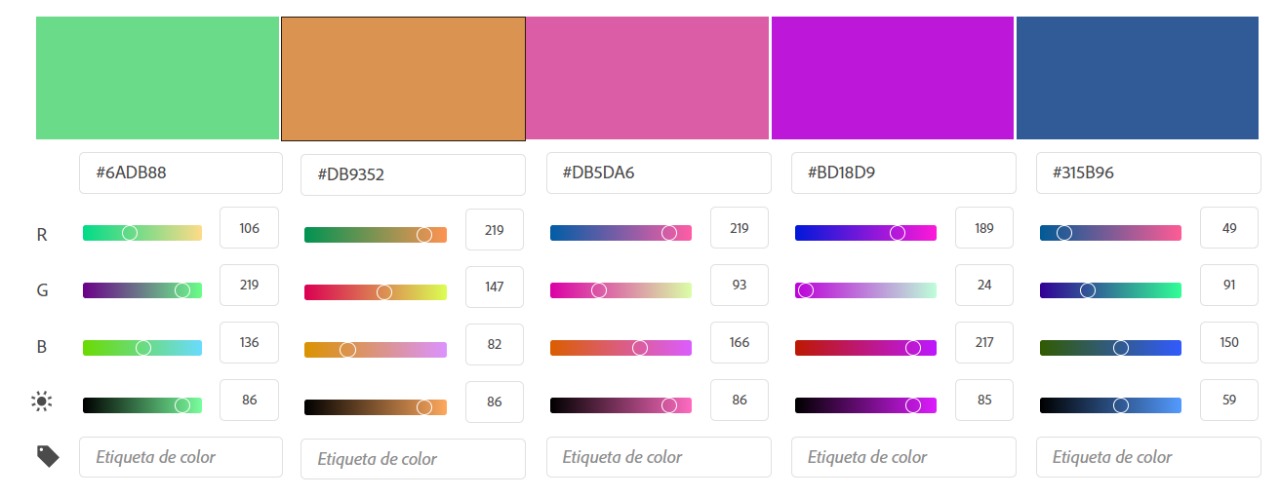 #6ADB88 #DB9352 #DB5DA6 #BD18D9 #315B96
R 106 219 219 189 49
G 219 147 93 24 91
B 136 82 166 217 150
86 86 86 85 59
Etiqueta de color Etiqueta de color Etiqueta de color Etiqueta de color Etiqueta de color